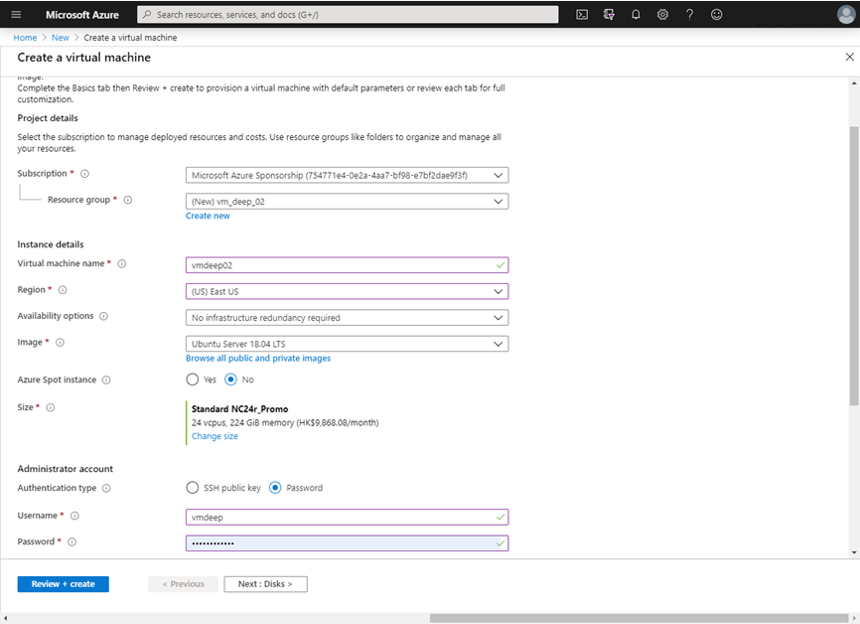 Microsoft Azure
Search resources, services, and docs (G+/)
Home > New > Create a virtual machine
Create a virtual machine
image.
Complete the Basics tab then Review + create to provision a virtual machine with default parameters or review each tab for full
customization.
Project details
Select the subscription to manage deployed resources and costs. Use resource groups like folders to organize and manage all
your resources.
Subscription *
Microsoft Azure Sponsorship (754771e4-0e2a-4aa7-bf98-e7bf2dae9f3f)
Resource group *
(New) vm_deep_02
Create new
Instance details
Virtual machine name *
vmdeep02
Region *
(US) East US
Availability options
No infrastructure redundancy required
Image *
Ubuntu Server 18.04 LTS
Browse all public and private images
Azure Spot instance
Yes No
Size *
Standard NC24r_Promo
24 vcpus, 224 GiB memory (HK$9,868.08/month)
Change size
Administrator account
Authentication type
SSH public key Password
Username *
vmdeep
Password *
••••••••••••
Review + create
< Previous
Next : Disks >